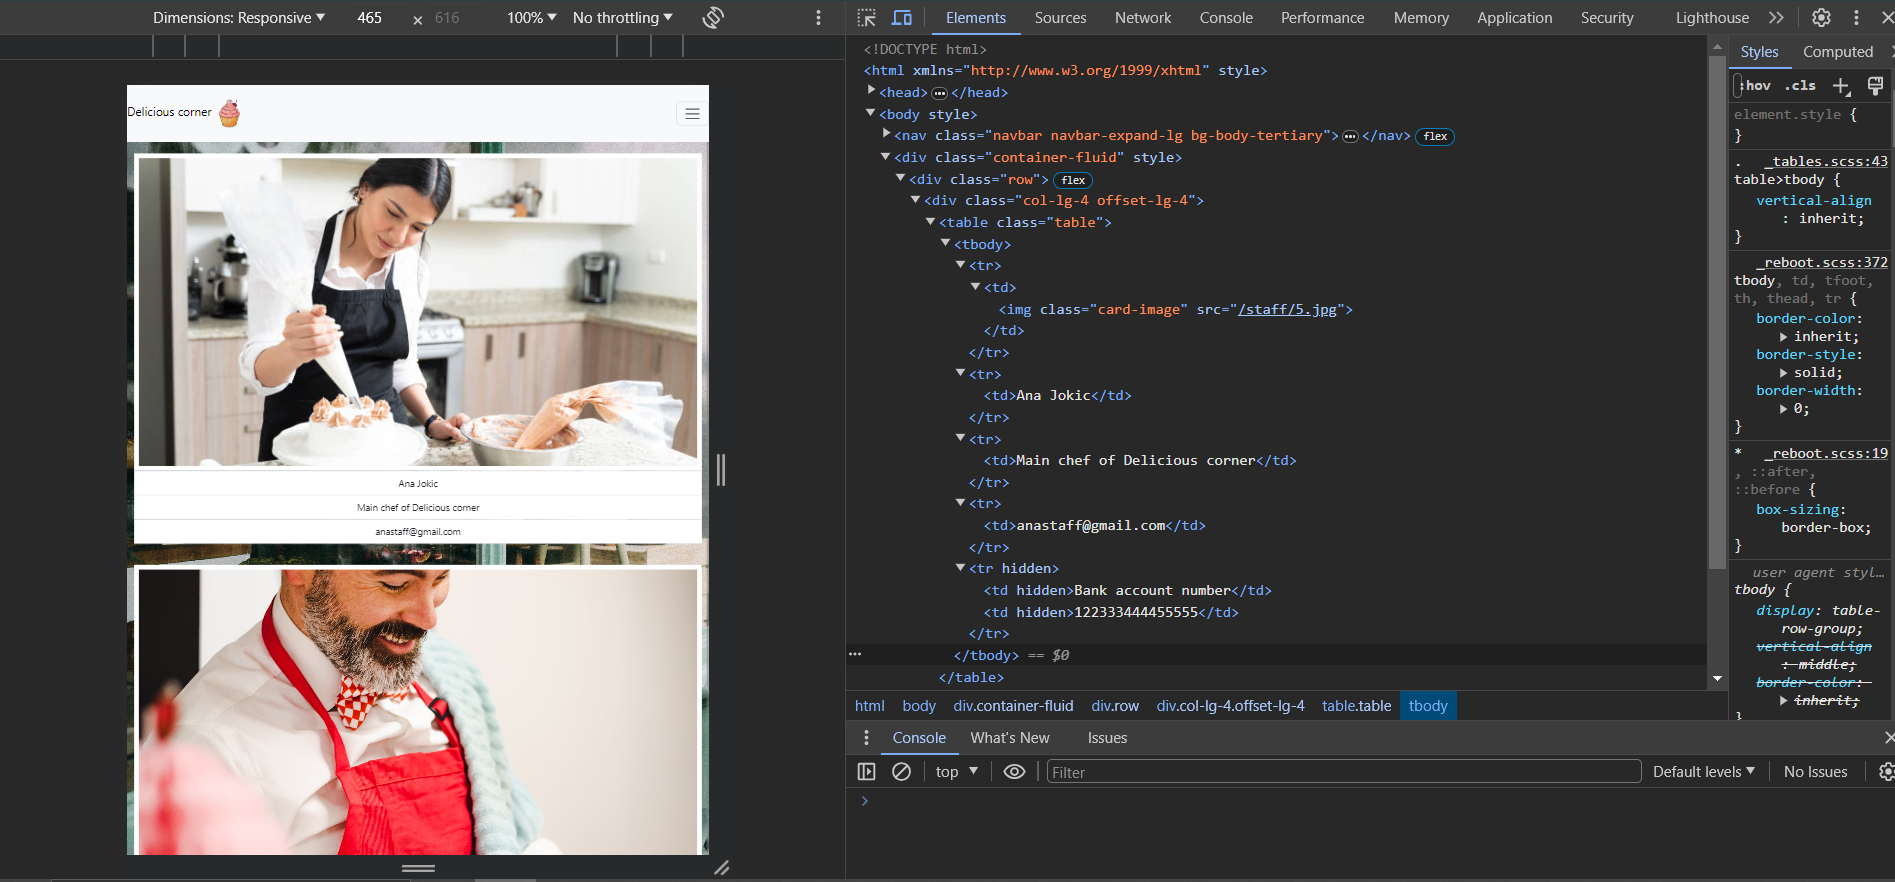 Dimensions: Responsive ▼ 465 × 616 100% ▼ No throttling ▼
Delicious corner
Ana Jokic
Main chef of Delicious corner
anastaff@gmail.com
Elements Sources Network Console Performance Memory Application Security Lighthouse
<!DOCTYPE html>
<html xmlns="http://www.w3.org/1999/xhtml" style>
<head> ••• </head>
<body style>
<nav class="navbar navbar-expand-lg bg-body-tertiary"> ••• </nav> flex
<div class="container-fluid" style>
<div class="row"> flex
<div class="col-lg-4 offset-lg-4">
<table class="table">
<tbody>
<tr>
<td>
<img class="card-image" src="/staff/5.jpg">
</td>
</tr>
<tr>
<td>Ana Jokic</td>
</tr>
<tr>
<td>Main chef of Delicious corner</td>
</tr>
<tr>
<td>anastaff@gmail.com</td>
</tr>
<tr hidden>
<td hidden>Bank account number</td>
<td hidden>122333444455555</td>
</tr>
</tbody> == $0
</table>
html body div.container-fluid div.row div.col-lg-4.offset-lg-4 table.table tbody
Styles Computed
:hov .cls
element.style {
}
. _tables.scss:43
table>tbody {
vertical-align
: inherit;
}
_reboot.scss:372
tbody, td, tfoot,
th, thead, tr {
border-color:
inherit;
border-style:
solid;
border-width:
0;
}
* _reboot.scss:19
, ::after,
::before {
box-sizing:
border-box;
}
user agent styl…
tbody {
display: table-
row-group;
vertical-align
: middle;
border-color:
inherit;
}
Console What's New Issues
top ▼ Filter Default levels ▼ No Issues